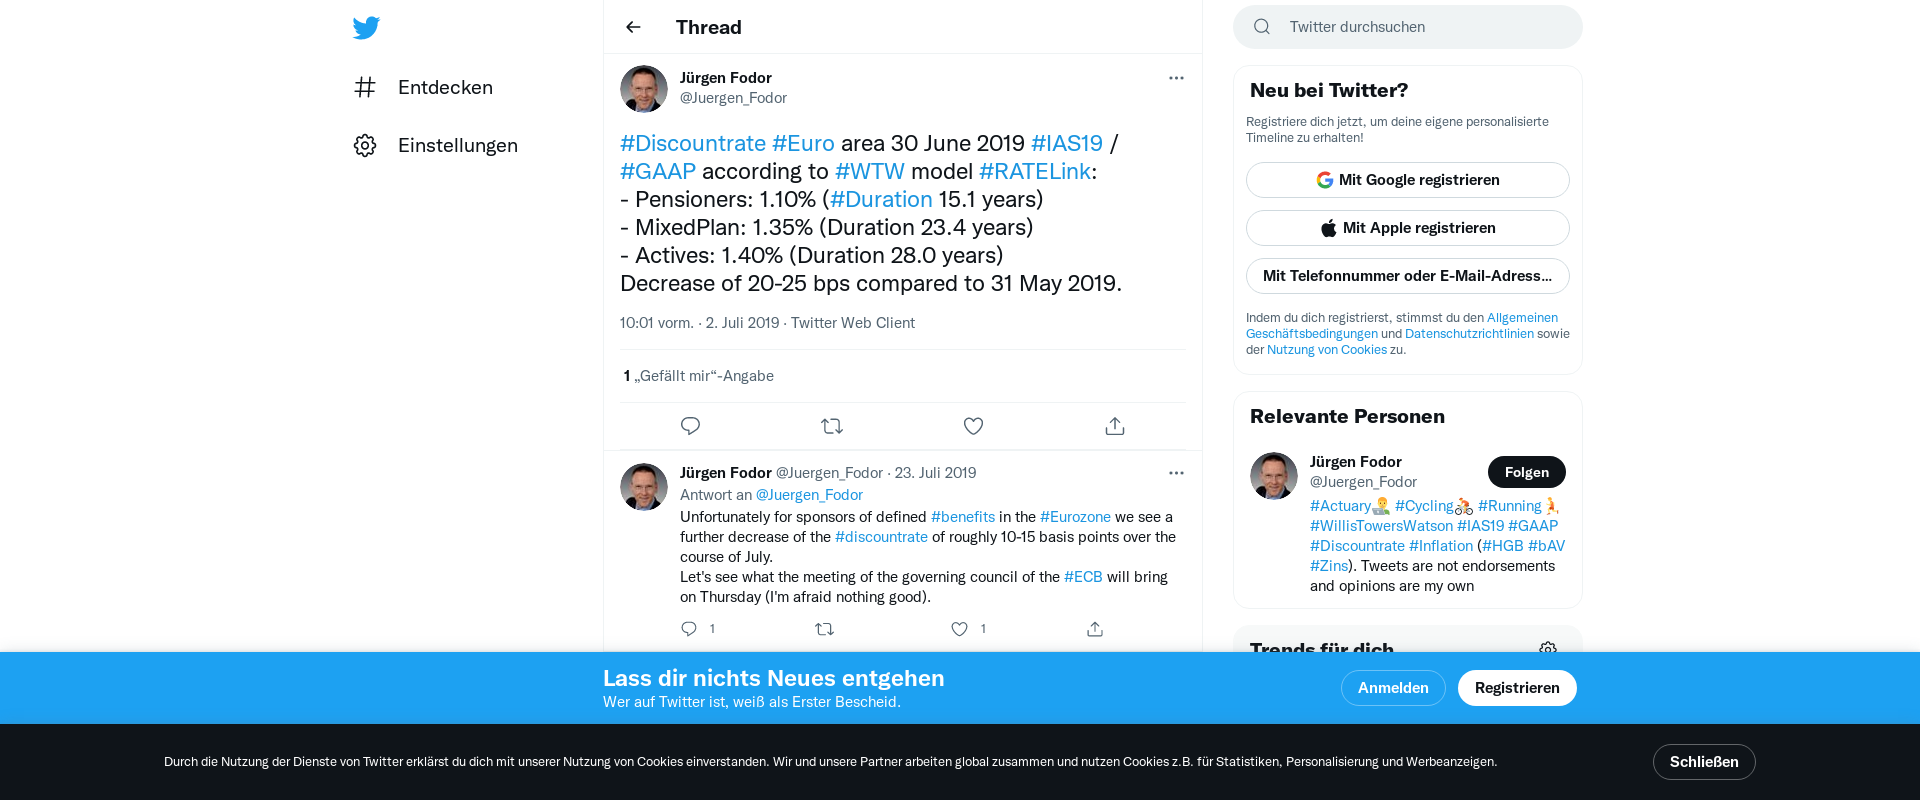 Entdecken
Einstellungen
Thread
Jürgen Fodor
@Juergen_Fodor
#Discountrate #Euro area 30 June 2019 #IAS19 /
#GAAP according to #WTW model #RATELink:
- Pensioners: 1.10% (#Duration 15.1 years)
- MixedPlan: 1.35% (Duration 23.4 years)
- Actives: 1.40% (Duration 28.0 years)
Decrease of 20-25 bps compared to 31 May 2019.
10:01 vorm. · 2. Juli 2019 · Twitter Web Client
1 „Gefällt mir“-Angabe
Jürgen Fodor @Juergen_Fodor · 23. Juli 2019
Antwort an @Juergen_Fodor
Unfortunately for sponsors of defined #benefits in the #Eurozone we see a
further decrease of the #discountrate of roughly 10-15 basis points over the
course of July.
Let's see what the meeting of the governing council of the #ECB will bring
on Thursday (I'm afraid nothing good).
1 1
Twitter durchsuchen
Neu bei Twitter?
Registriere dich jetzt, um deine eigene personalisierte
Timeline zu erhalten!
Mit Google registrieren
Mit Apple registrieren
Mit Telefonnummer oder E-Mail-Adress...
Indem du dich registrierst, stimmst du den Allgemeinen
Geschäftsbedingungen und Datenschutzrichtlinien sowie
der Nutzung von Cookies zu.
Relevante Personen
Jürgen Fodor
@Juergen_Fodor
Folgen
#Actuary #Cycling #Running
#WillisTowersWatson #IAS19 #GAAP
#Discountrate #Inflation (#HGB #bAV
#Zins). Tweets are not endorsements
and opinions are my own
Trends für dich
Lass dir nichts Neues entgehen
Wer auf Twitter ist, weiß als Erster Bescheid.
Anmelden
Registrieren
Durch die Nutzung der Dienste von Twitter erklärst du dich mit unserer Nutzung von Cookies einverstanden. Wir und unsere Partner arbeiten global zusammen und nutzen Cookies z.B. für Statistiken, Personalisierung und Werbeanzeigen.
Schließen